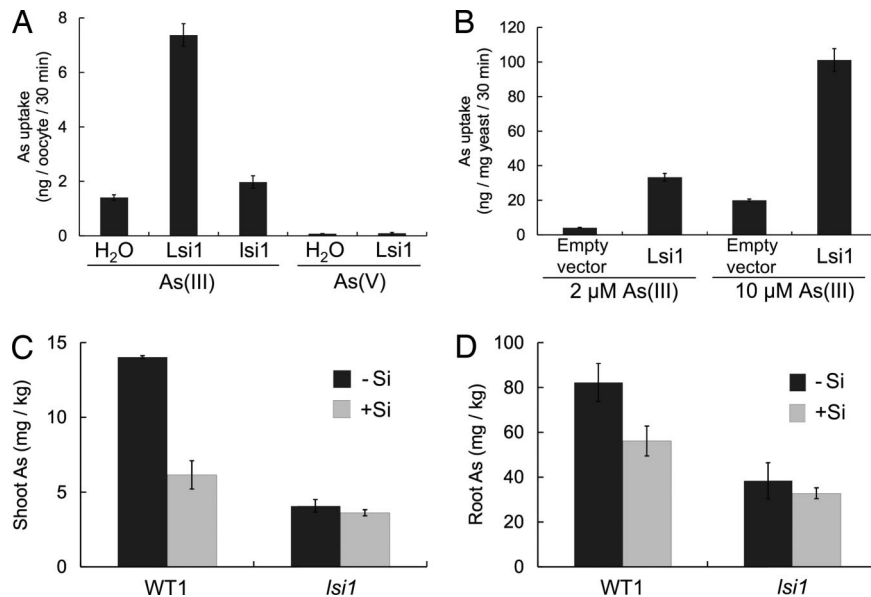 A
As uptake
(ng / oocyte / 30 min)
8
6
4
2
0
H₂O Lsi1 lsi1 H₂O Lsi1
As(III) As(V)
B
As uptake
(ng / mg yeast / 30 min)
120
100
80
60
40
20
0
Empty vector Lsi1 Empty vector Lsi1
2 µM As(III) 10 µM As(III)
C
Shoot As (mg / kg)
15
10
5
0
- Si
+Si
WT1 lsi1
D
Root As (mg / kg)
100
80
60
40
20
0
- Si
+Si
WT1 lsi1